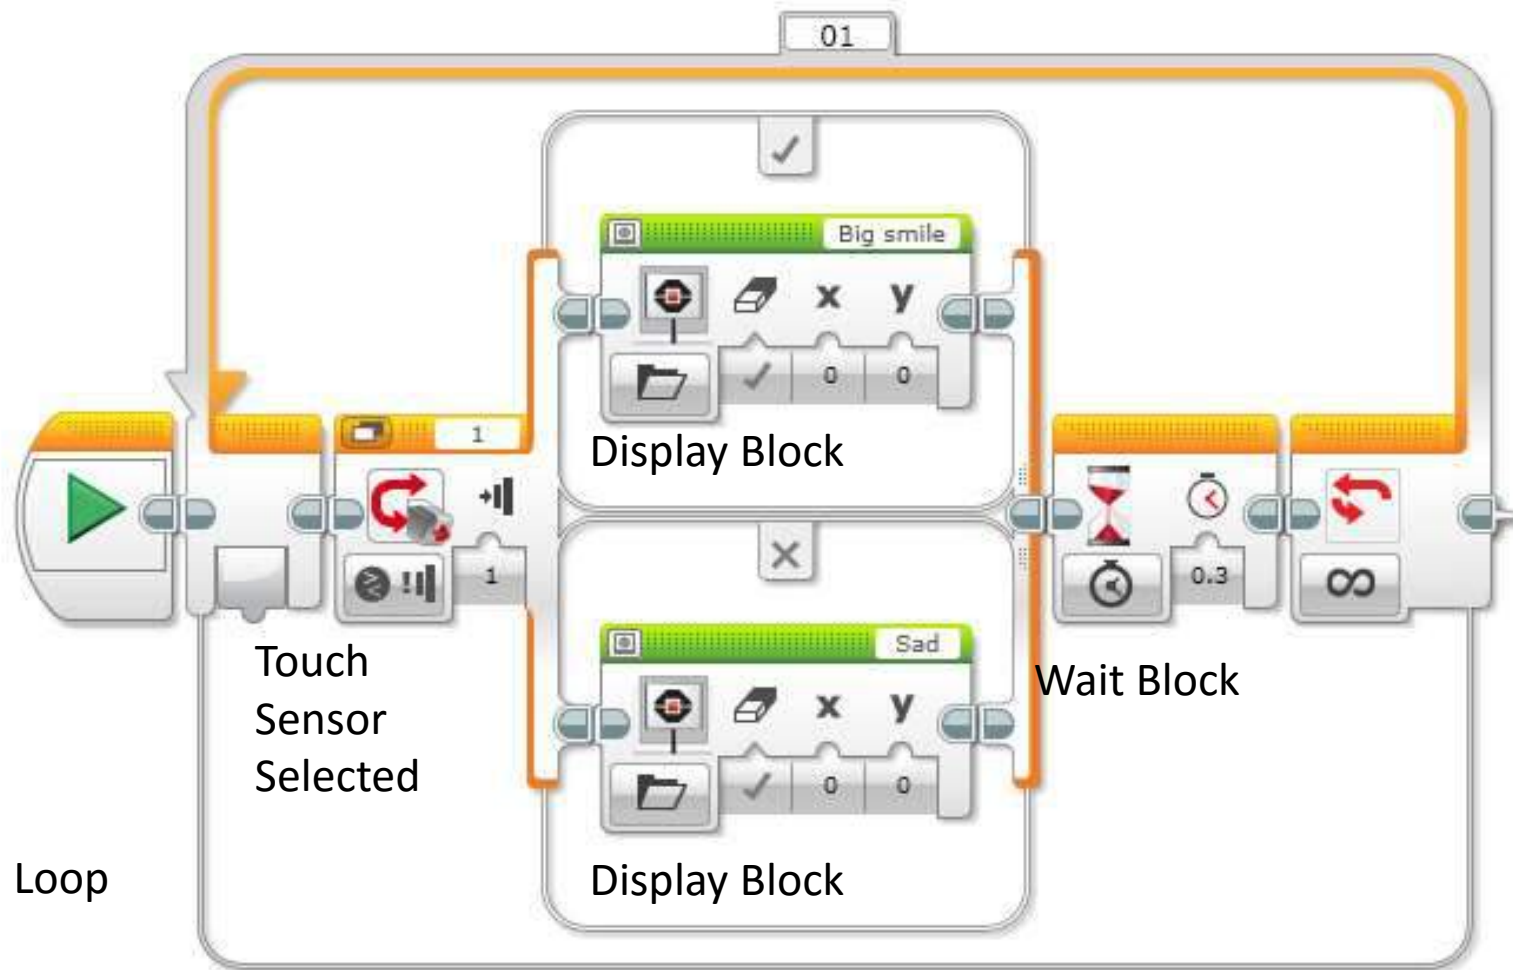 01
Big smile
x y
0 0
1
Display Block
1
0.3
∞
Touch
Sensor
Selected
Sad
x y
0 0
Wait Block
Loop
Display Block